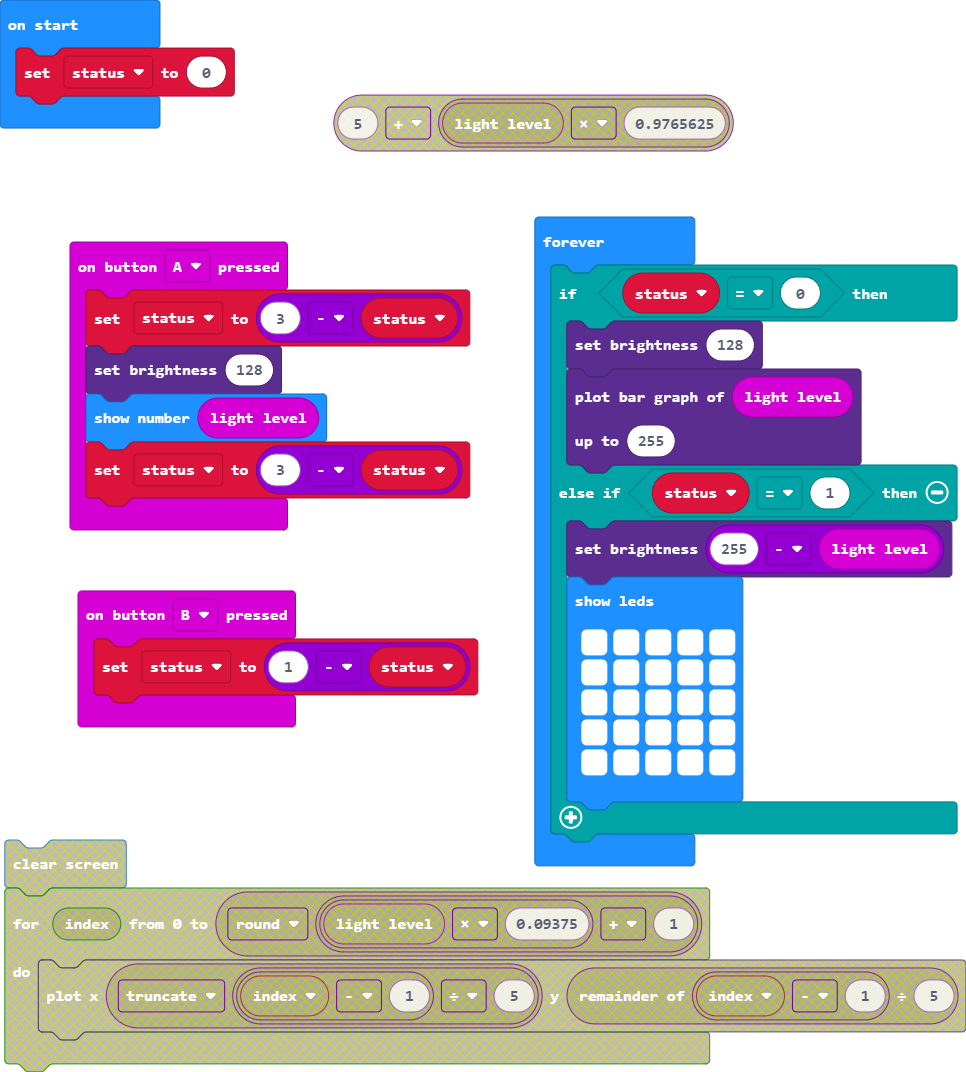 on start
set status to 0
5 + light level × 0.9765625
on button A pressed
set status to 3 - status
set brightness 128
show number light level
set status to 3 - status
on button B pressed
set status to 1 - status
forever
if status = 0 then
set brightness 128
plot bar graph of light level
up to 255
else if status = 1 then
set brightness 255 - light level
show leds
clear screen
for index from 0 to round light level × 0.09375 + 1
do
plot x truncate index - 1 ÷ 5 y remainder of index - 1 ÷ 5